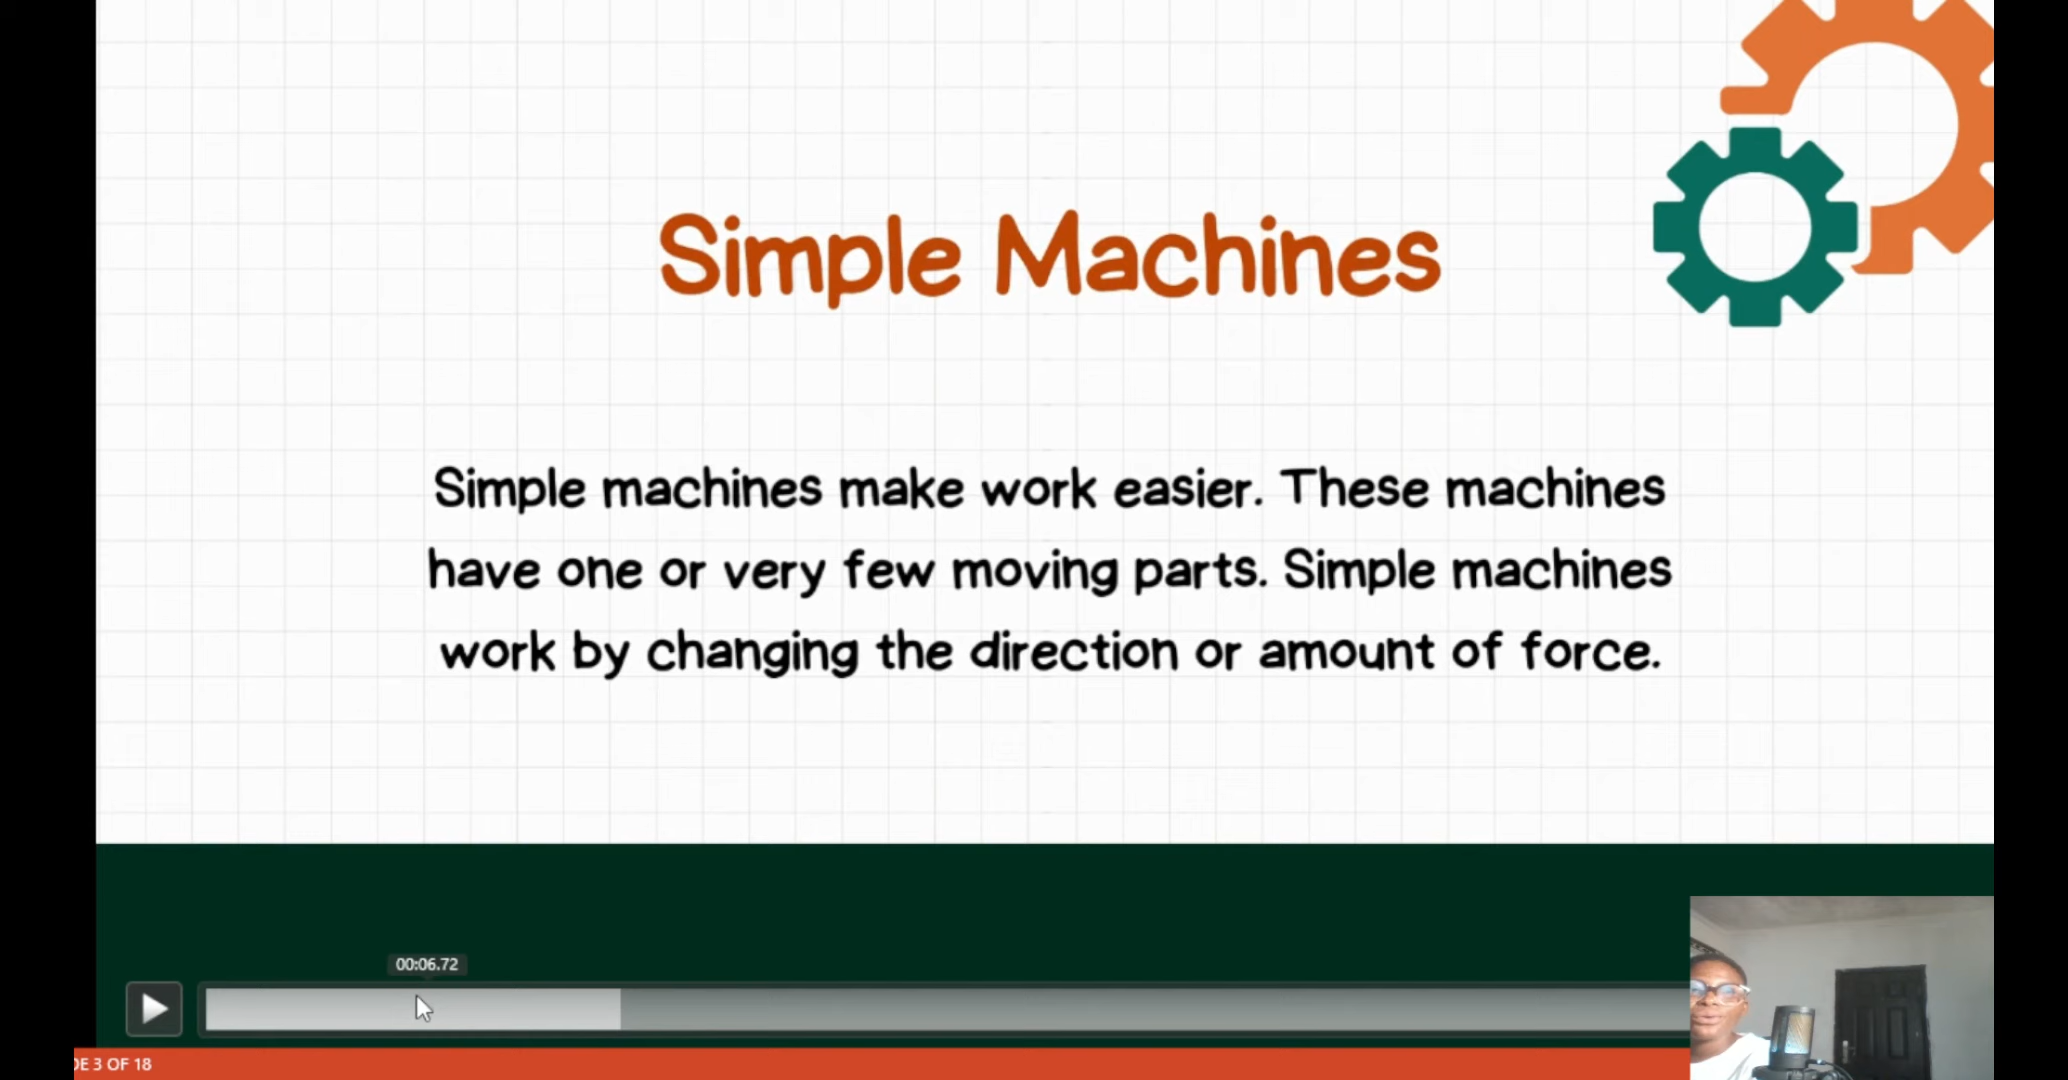 Simple Machines
Simple machines make work easier. These machines
have one or very few moving parts. Simple machines
work by changing the direction or amount of force.
00:06.72
DE 3 OF 18